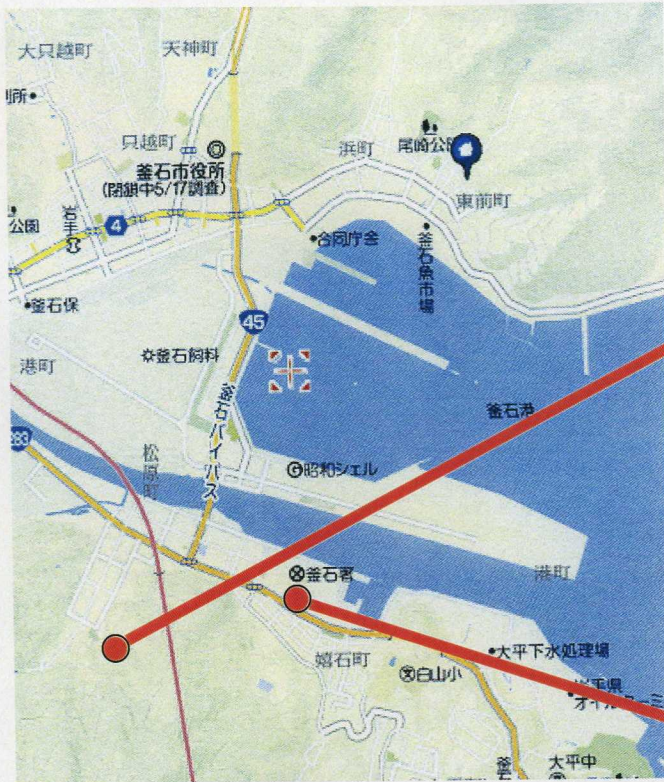 大只越町
天神町
只越町
釜石市役所
(閉鎖中5/17調査)
浜町
尾崎公
東前町
公園
岩手
4
合同庁舎
釜石魚市場
釜石保
45
港町
釜石飼料
釜石港
釜石バイパス
松原町
昭和シェル
釜石署
港町
嬉石町
大平下水処理場
白山小
大平中